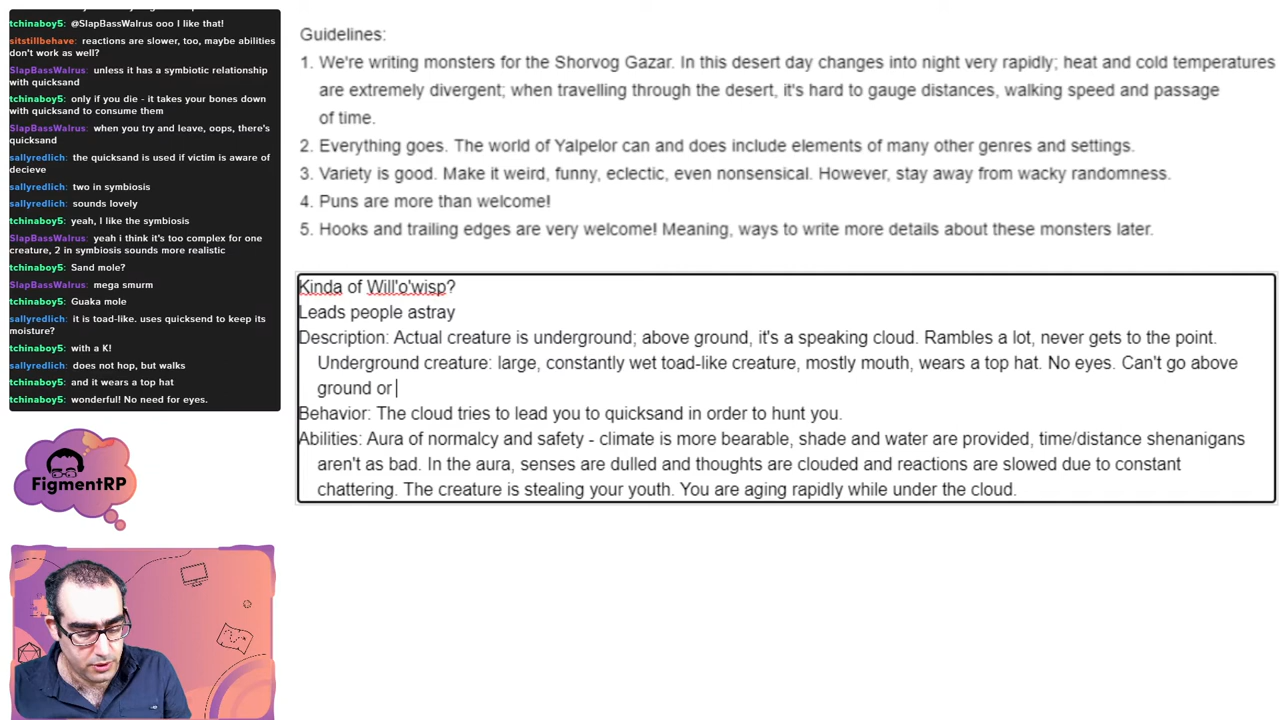 tchinaboy5: @SlapBassWalrus ooo I like that!
sitstillbehave: reactions are slower, too, maybe abilities
don't work as well?
SlapBassWalrus: unless it has a symbiotic relationship
with quicksand
tchinaboy5: only if you die - it takes your bones down
with quicksand to consume them
SlapBassWalrus: when you try and leave, oops, there's
quicksand
sallyredlich: the quicksand is used if victim is aware of
decieve
sallyredlich: two in symbiosis
sallyredlich: sounds lovely
tchinaboy5: yeah, I like the symbiosis
SlapBassWalrus: yeah i think it's too complex for one
creature, 2 in symbiosis sounds more realistic
tchinaboy5: Sand mole?
SlapBassWalrus: mega smurm
tchinaboy5: Guaka mole
sallyredlich: it is toad-like. uses quicksend to keep its
moisture?
tchinaboy5: with a K!
sallyredlich: does not hop, but walks
tchinaboy5: and it wears a top hat
tchinaboy5: wonderful! No need for eyes.
FigmentRP
Guidelines:
1. We're writing monsters for the Shorvog Gazar. In this desert day changes into night very rapidly; heat and cold temperatures
are extremely divergent; when travelling through the desert, it's hard to gauge distances, walking speed and passage
of time.
2. Everything goes. The world of Yalpelor can and does include elements of many other genres and settings.
3. Variety is good. Make it weird, funny, eclectic, even nonsensical. However, stay away from wacky randomness.
4. Puns are more than welcome!
5. Hooks and trailing edges are very welcome! Meaning, ways to write more details about these monsters later.
Kinda of Will'o'wisp?
Leads people astray
Description: Actual creature is underground; above ground, it's a speaking cloud. Rambles a lot, never gets to the point.
Underground creature: large, constantly wet toad-like creature, mostly mouth, wears a top hat. No eyes. Can't go above
ground or
Behavior: The cloud tries to lead you to quicksand in order to hunt you.
Abilities: Aura of normalcy and safety - climate is more bearable, shade and water are provided, time/distance shenanigans
aren't as bad. In the aura, senses are dulled and thoughts are clouded and reactions are slowed due to constant
chattering. The creature is stealing your youth. You are aging rapidly while under the cloud.